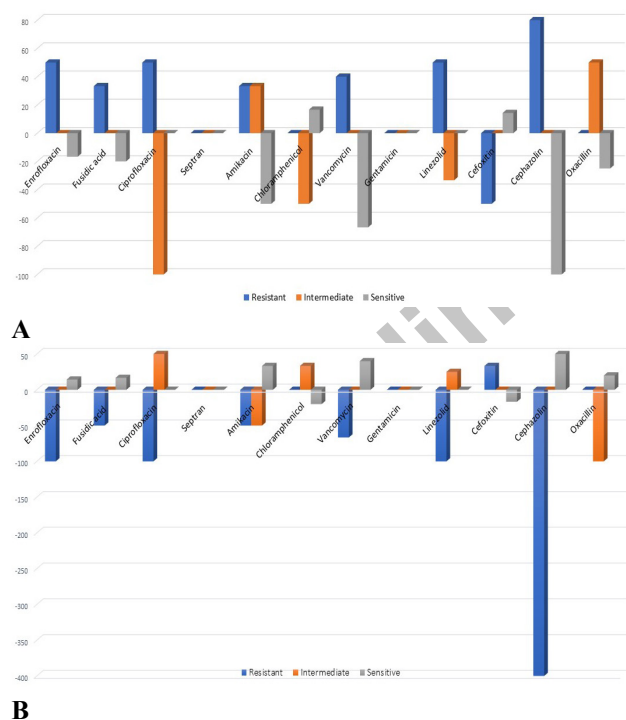 80
60
40
20
0
-20
-40
-60
-80
-100
Enrofloxacin
Fusidic acid
Ciprofloxacin
Septran
Amikacin
Chloramphenicol
Vancomycin
Gentamicin
Linezolid
Cefoxitin
Cephazolin
Oxacillin
Resistant Intermediate Sensitive
A
50
0
-50
-100
-150
-200
-250
-300
-350
-400
Enrofloxacin
Fusidic acid
Ciprofloxacin
Septran
Amikacin
Chloramphenicol
Vancomycin
Gentamicin
Linezolid
Cefoxitin
Cephazolin
Oxacillin
Resistant Intermediate Sensitive
B